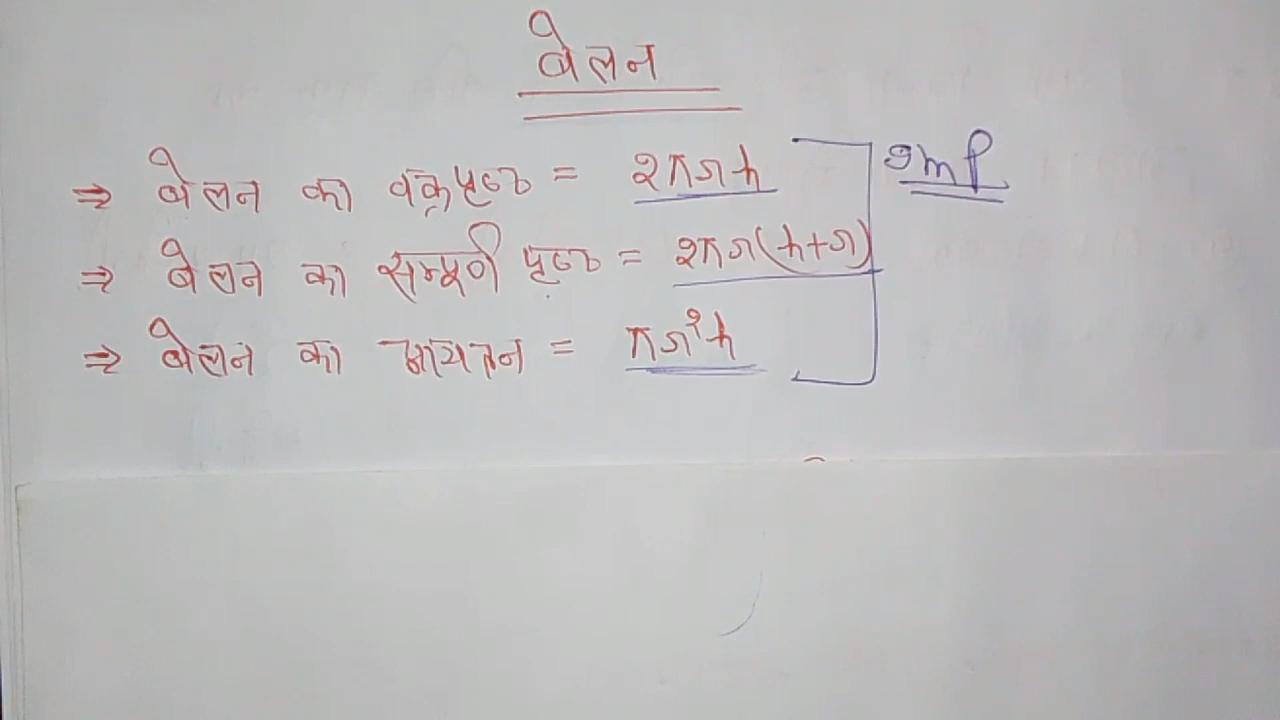 बेलन
⇒ बेलन का वक्रपृष्ठ = 2πrh
⇒ बेलन का सम्पूर्ण पृष्ठ = 2πr(h+r)
⇒ बेलन का आयतन = πr²h
Imp